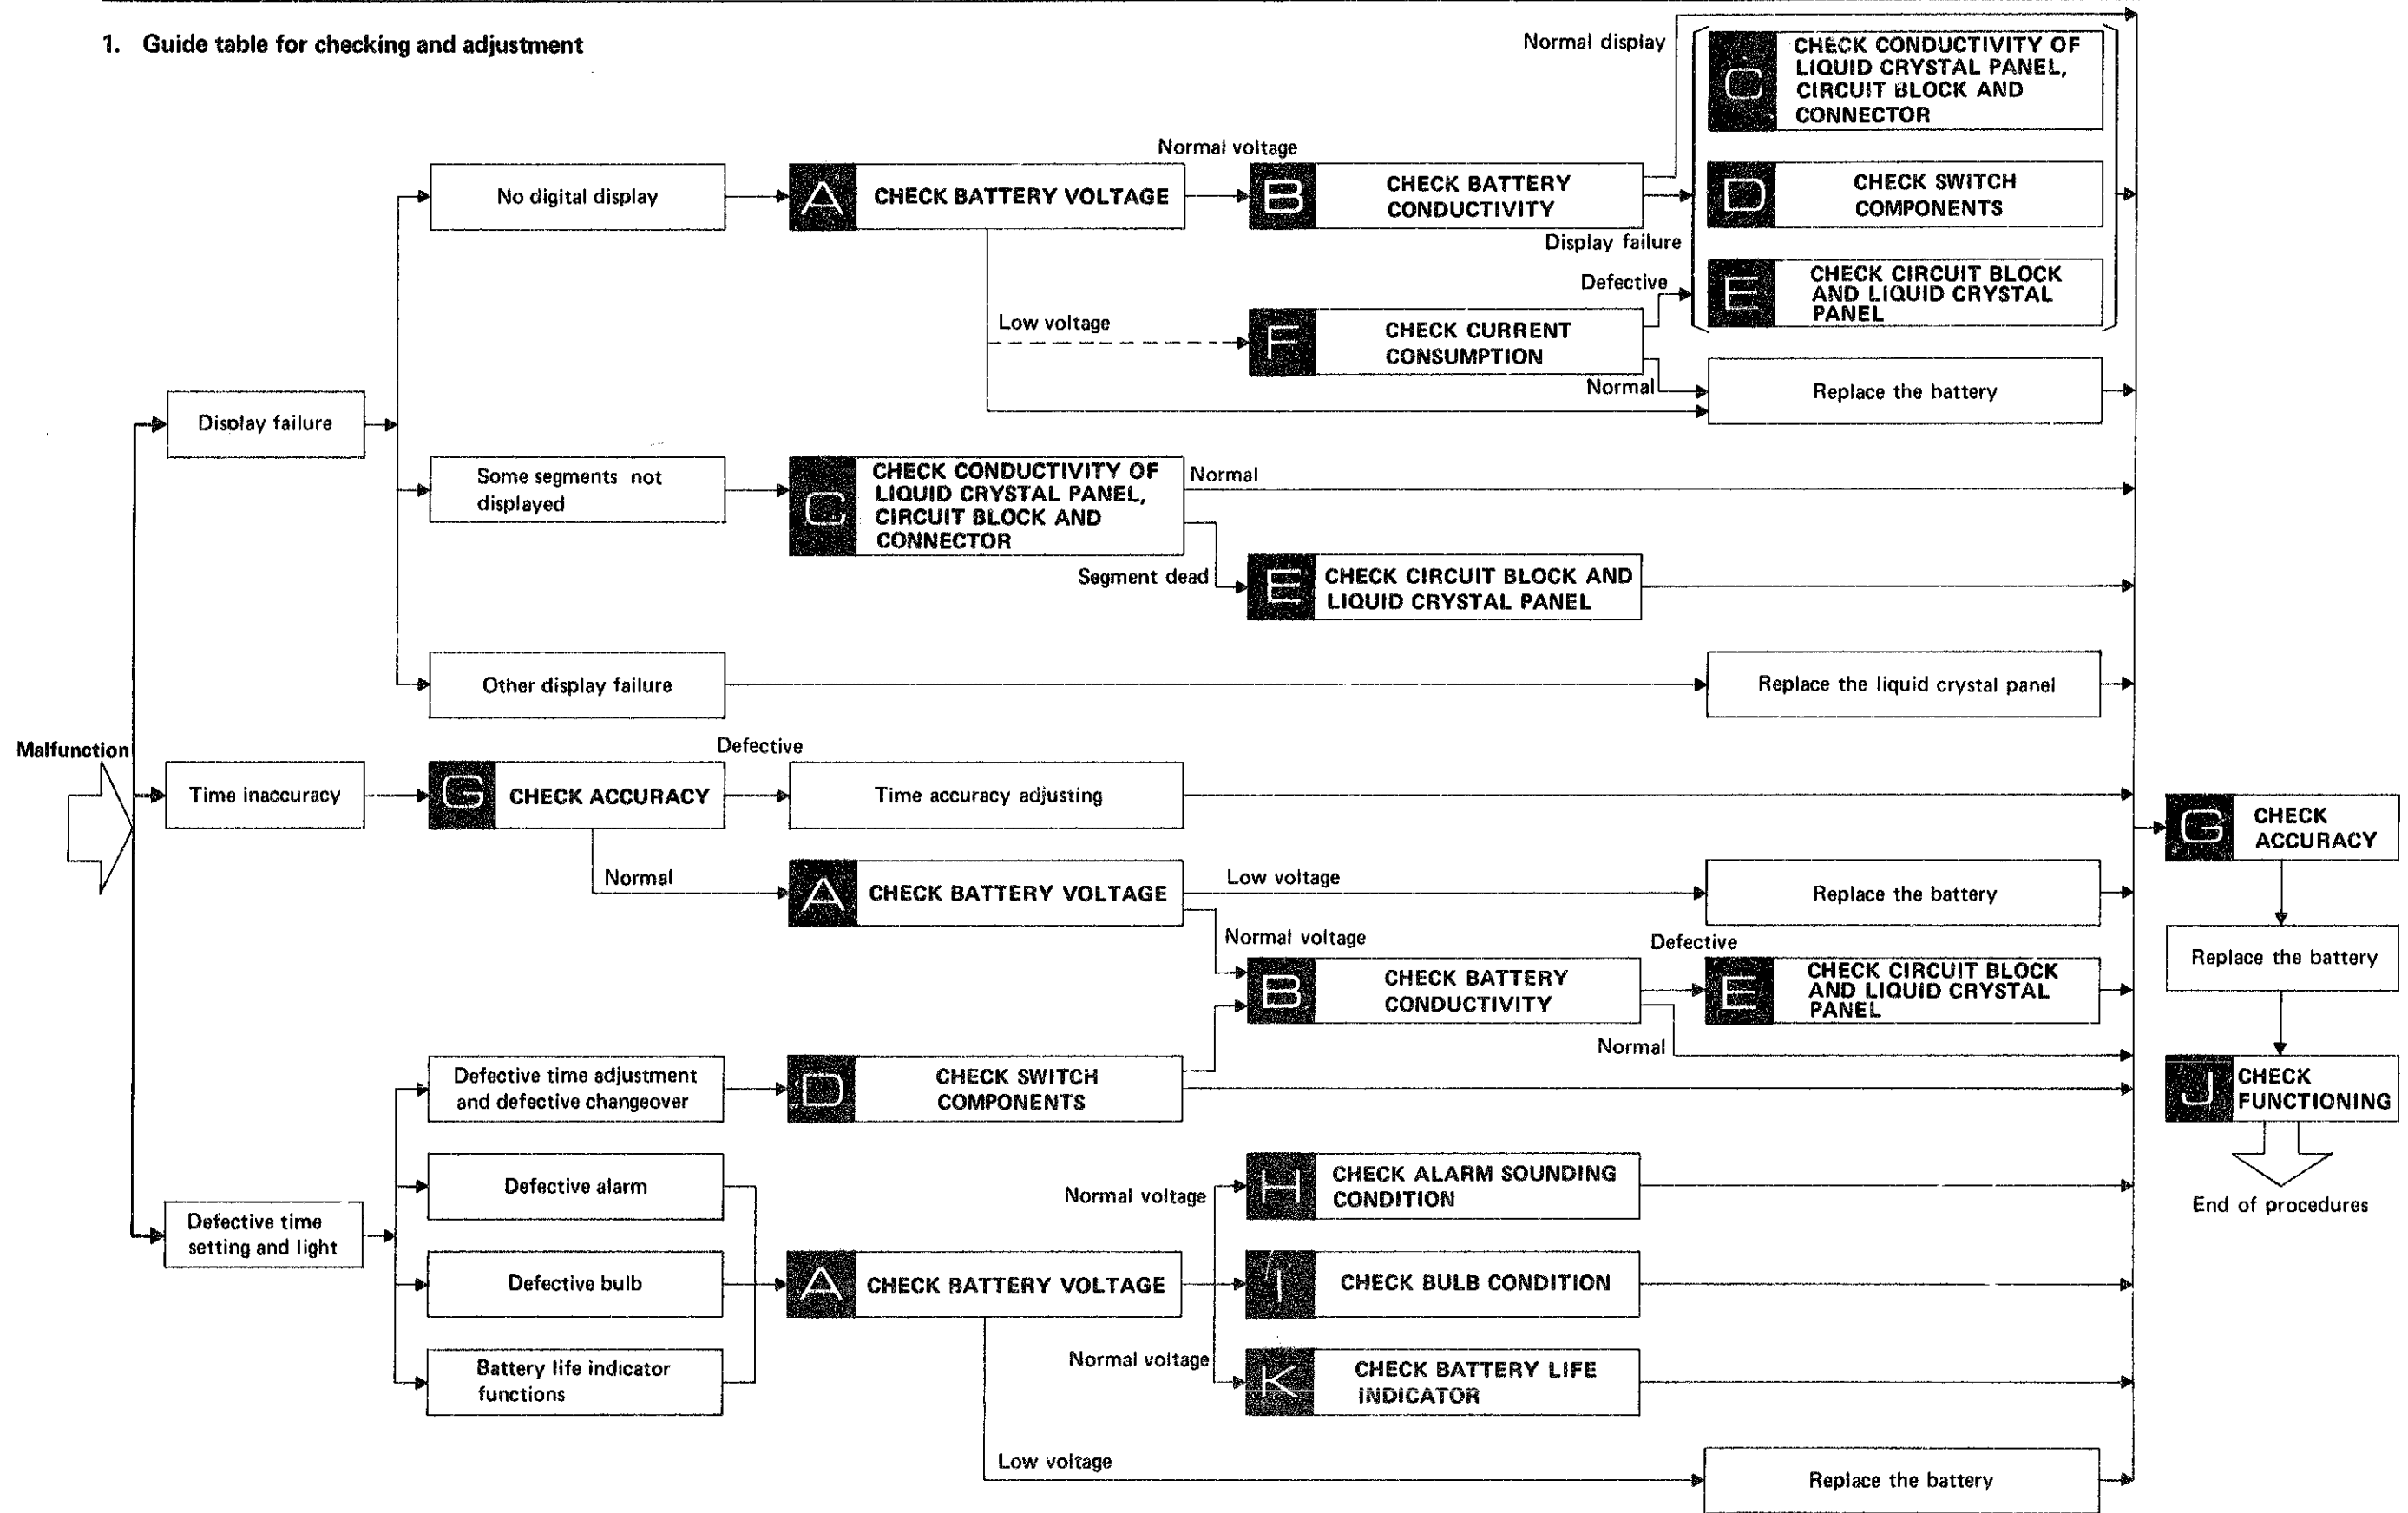 1. Guide table for checking and adjustment
Normal display
C
CHECK CONDUCTIVITY OF
LIQUID CRYSTAL PANEL,
CIRCUIT BLOCK AND
CONNECTOR
Normal voltage
No digital display
A
CHECK BATTERY VOLTAGE
B
CHECK BATTERY
CONDUCTIVITY
D
CHECK SWITCH
COMPONENTS
Display failure
Defective
E
CHECK CIRCUIT BLOCK
AND LIQUID CRYSTAL
PANEL
Low voltage
F
CHECK CURRENT
CONSUMPTION
Normal
Replace the battery
Display failure
Some segments not
displayed
C
CHECK CONDUCTIVITY OF
LIQUID CRYSTAL PANEL,
CIRCUIT BLOCK AND
CONNECTOR
Normal
Segment dead
E
CHECK CIRCUIT BLOCK AND
LIQUID CRYSTAL PANEL
Other display failure
Replace the liquid crystal panel
Malfunction
Defective
Time inaccuracy
G
CHECK ACCURACY
Time accuracy adjusting
G
CHECK
ACCURACY
Normal
A
CHECK BATTERY VOLTAGE
Low voltage
Replace the battery
Normal voltage
Defective
B
CHECK BATTERY
CONDUCTIVITY
E
CHECK CIRCUIT BLOCK
AND LIQUID CRYSTAL
PANEL
Replace the battery
Normal
Defective time adjustment
and defective changeover
D
CHECK SWITCH
COMPONENTS
J
CHECK
FUNCTIONING
Defective alarm
Normal voltage
H
CHECK ALARM SOUNDING
CONDITION
End of procedures
Defective time
setting and light
Defective bulb
A
CHECK BATTERY VOLTAGE
I
CHECK BULB CONDITION
Battery life indicator
functions
Normal voltage
K
CHECK BATTERY LIFE
INDICATOR
Low voltage
Replace the battery